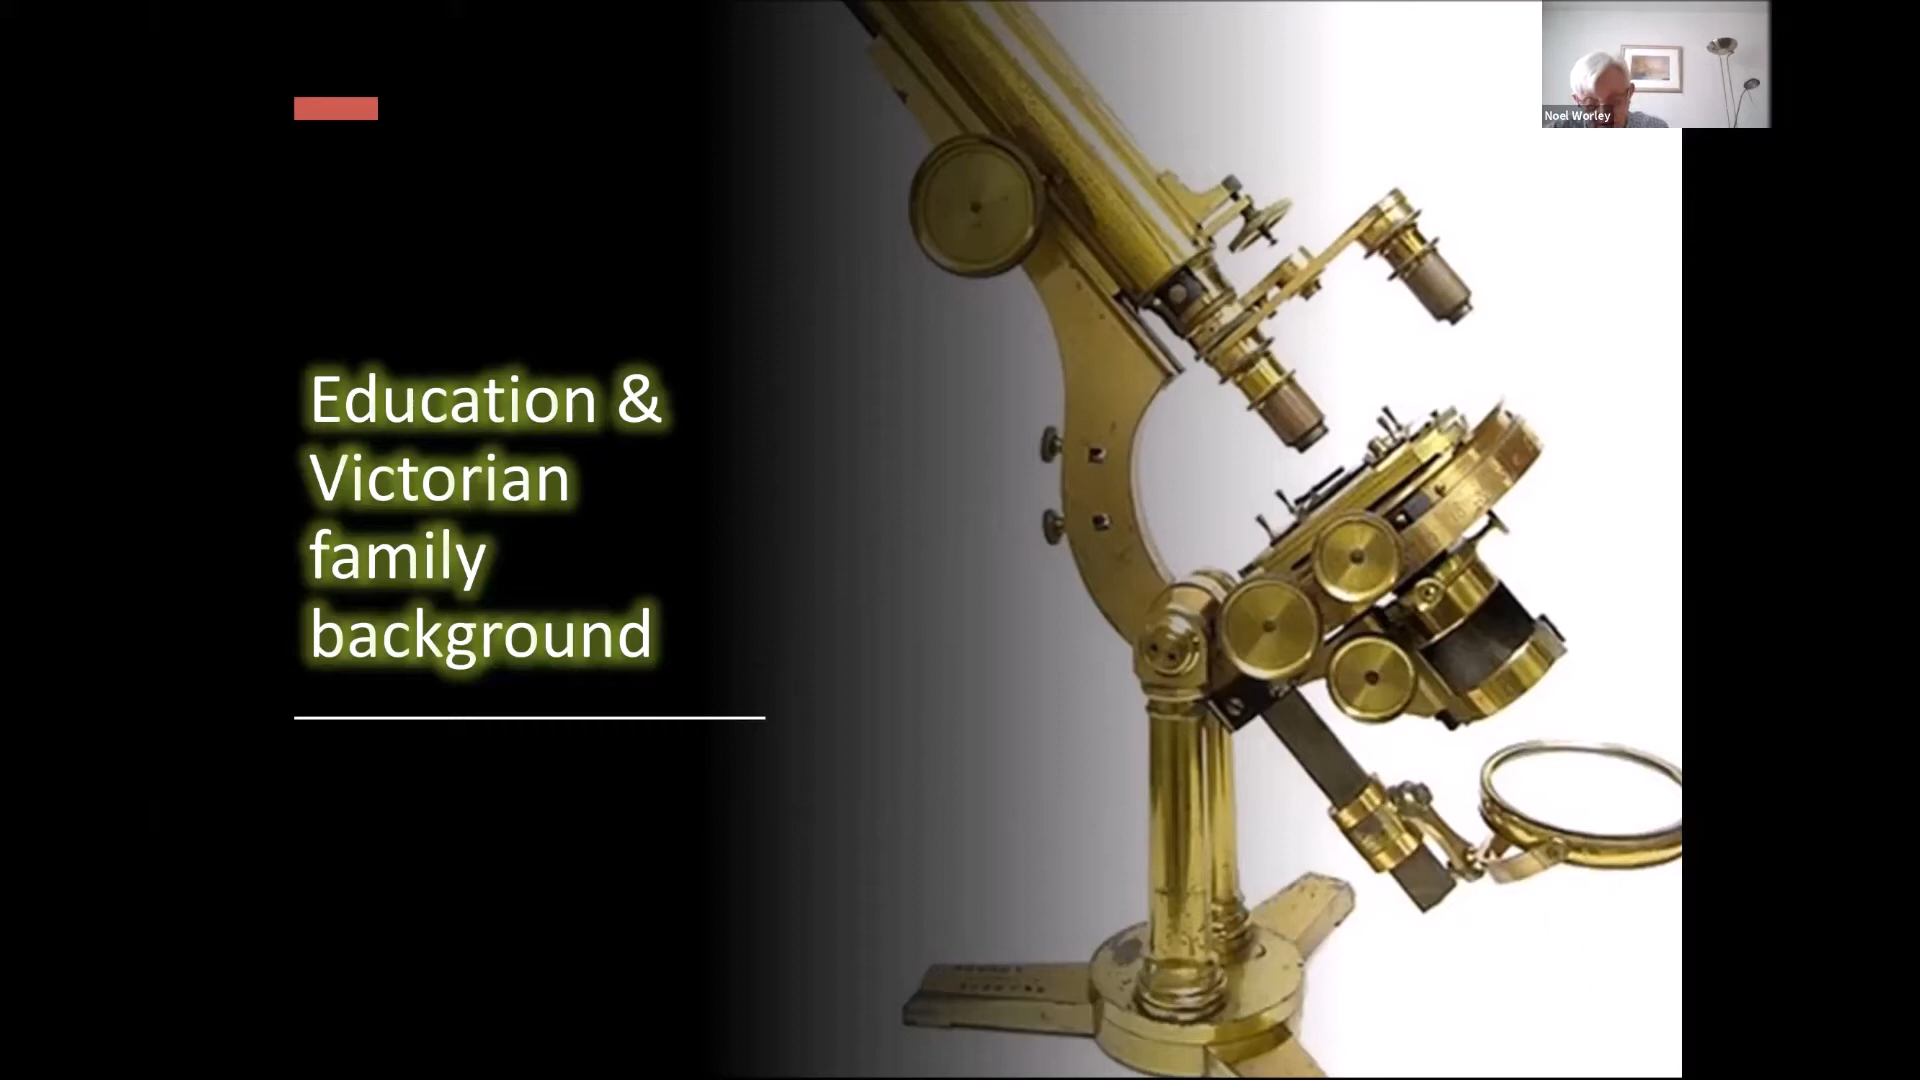 Education &
Victorian
family
background
Noel Worley